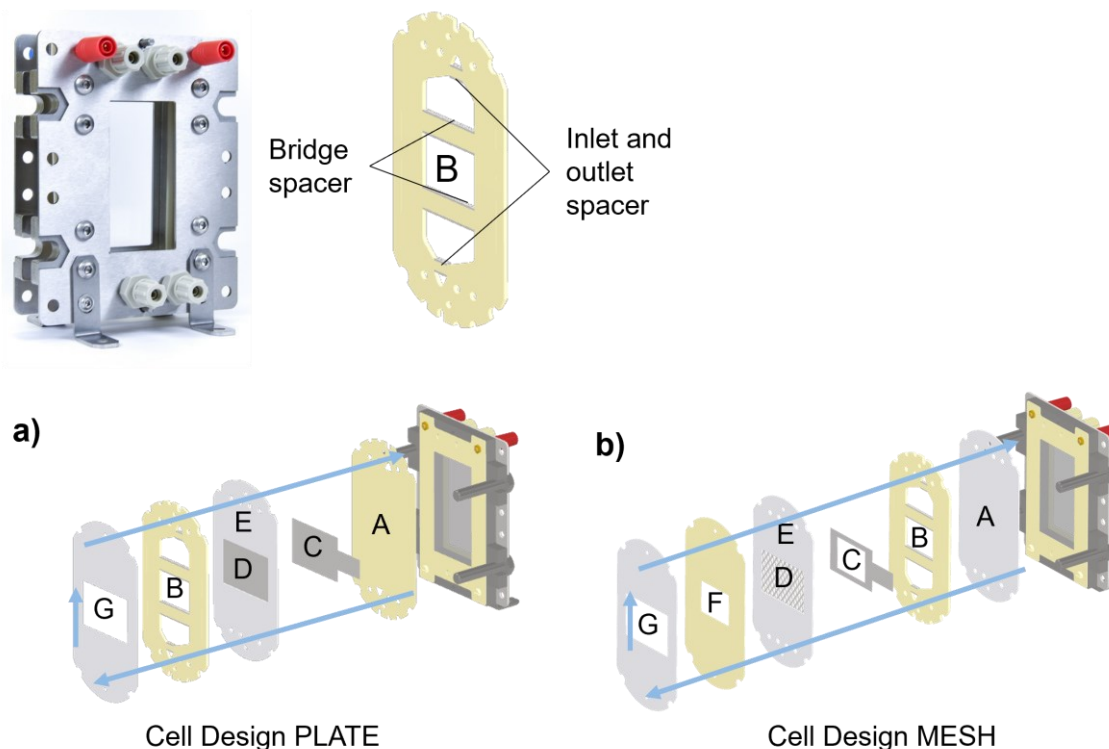 Bridge
spacer
B
Inlet and
outlet
spacer
a)
G
B
E
D
C
A
Cell Design PLATE
b)
G
F
E
D
C
B
A
Cell Design MESH